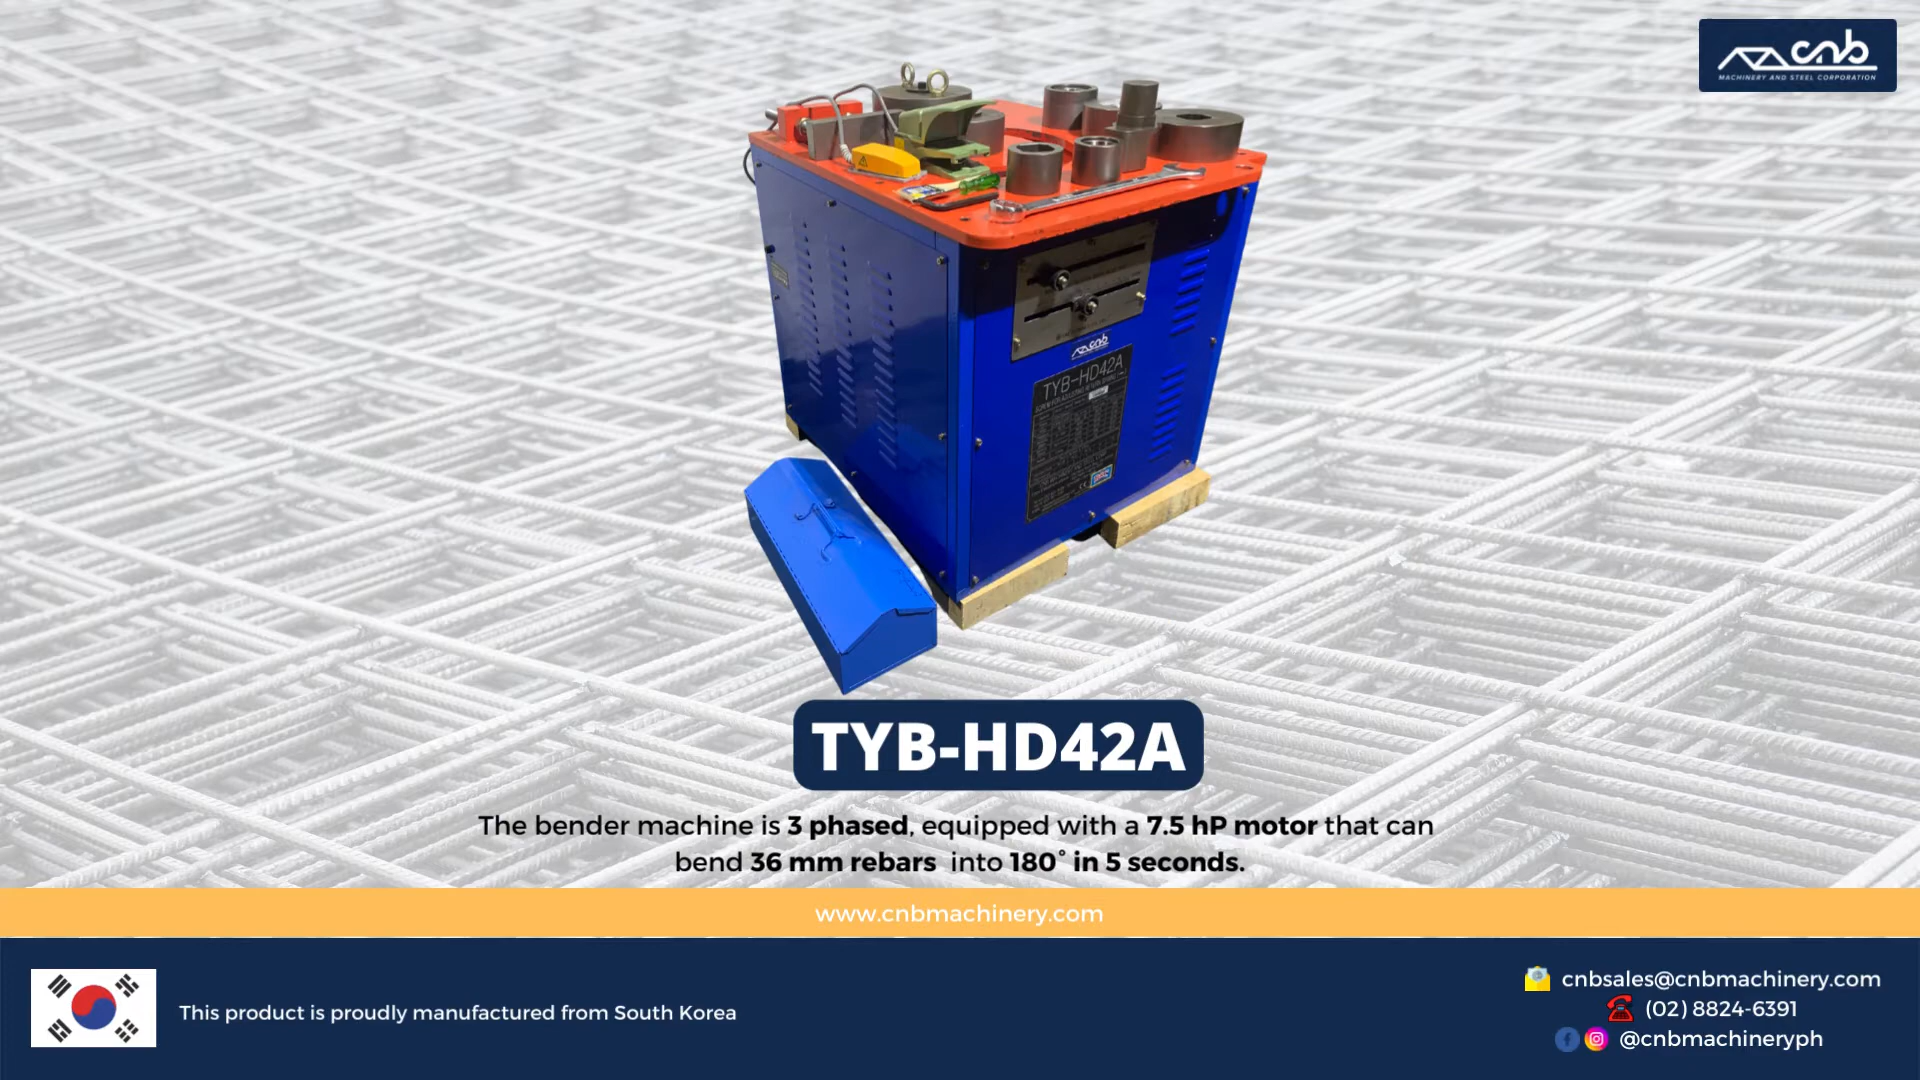 cnb
MACHINERY AND STEEL CORPORATION
cnb
TYB-HD42A
TYB-HD42A
The bender machine is 3 phased, equipped with a 7.5 hP motor that can
bend 36 mm rebars into 180° in 5 seconds.
www.cnbmachinery.com
This product is proudly manufactured from South Korea
cnbsales@cnbmachinery.com
(02) 8824-6391
@cnbmachineryph